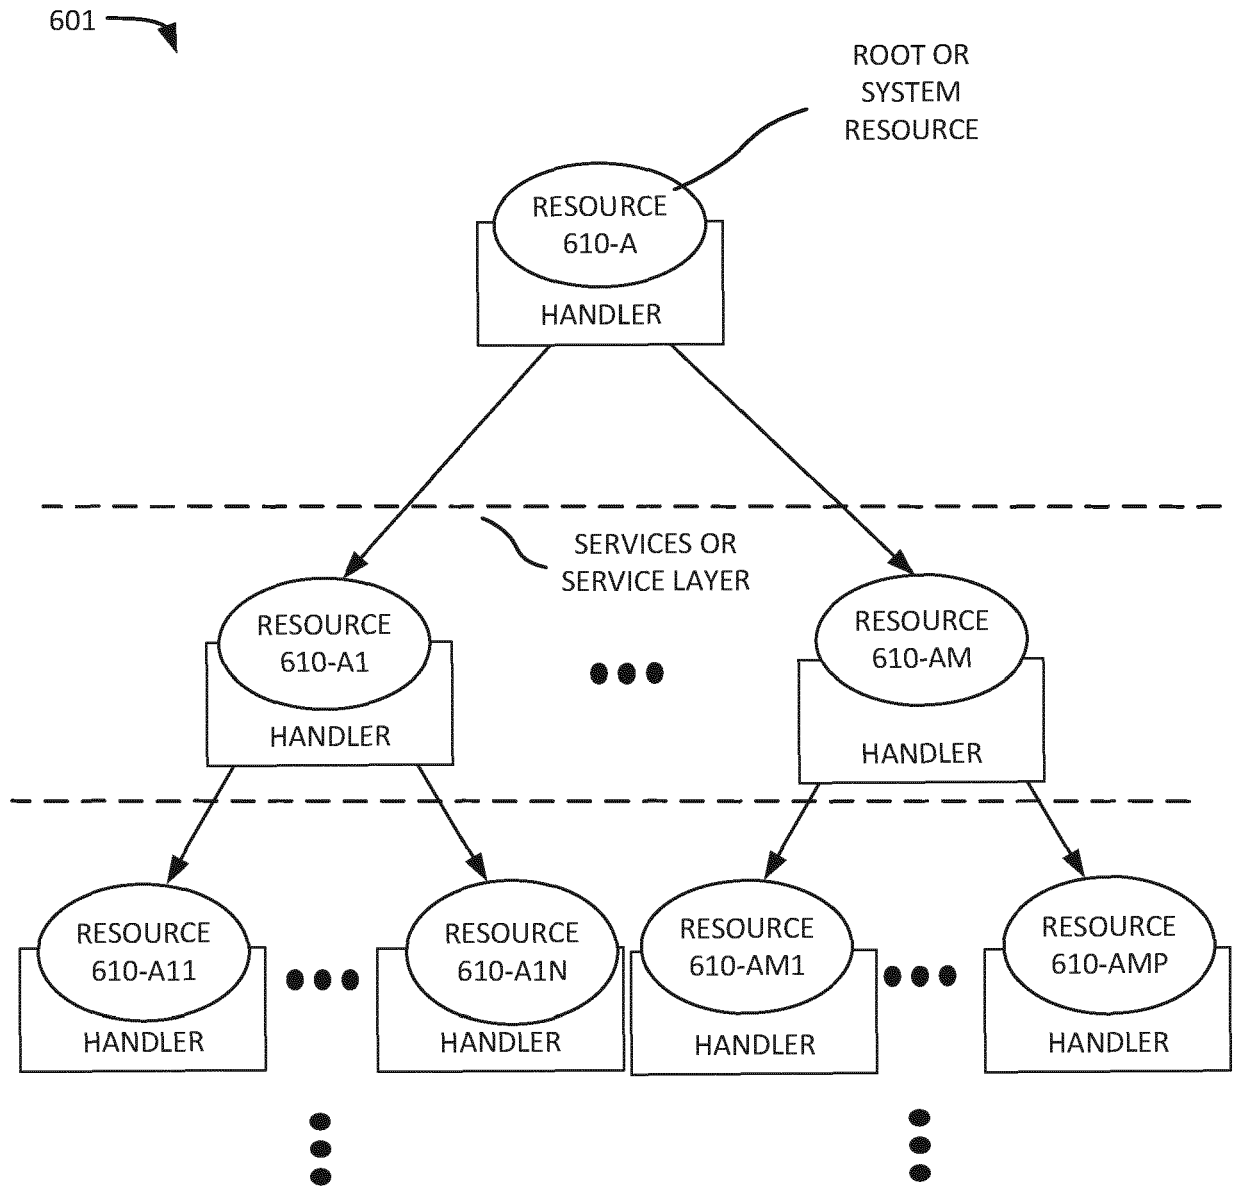 601
ROOT OR
SYSTEM
RESOURCE
RESOURCE
610-A
HANDLER
SERVICES OR
SERVICE LAYER
RESOURCE
610-A1
HANDLER
RESOURCE
610-AM
HANDLER
RESOURCE
610-A11
HANDLER
RESOURCE
610-A1N
HANDLER
RESOURCE
610-AM1
HANDLER
RESOURCE
610-AMP
HANDLER